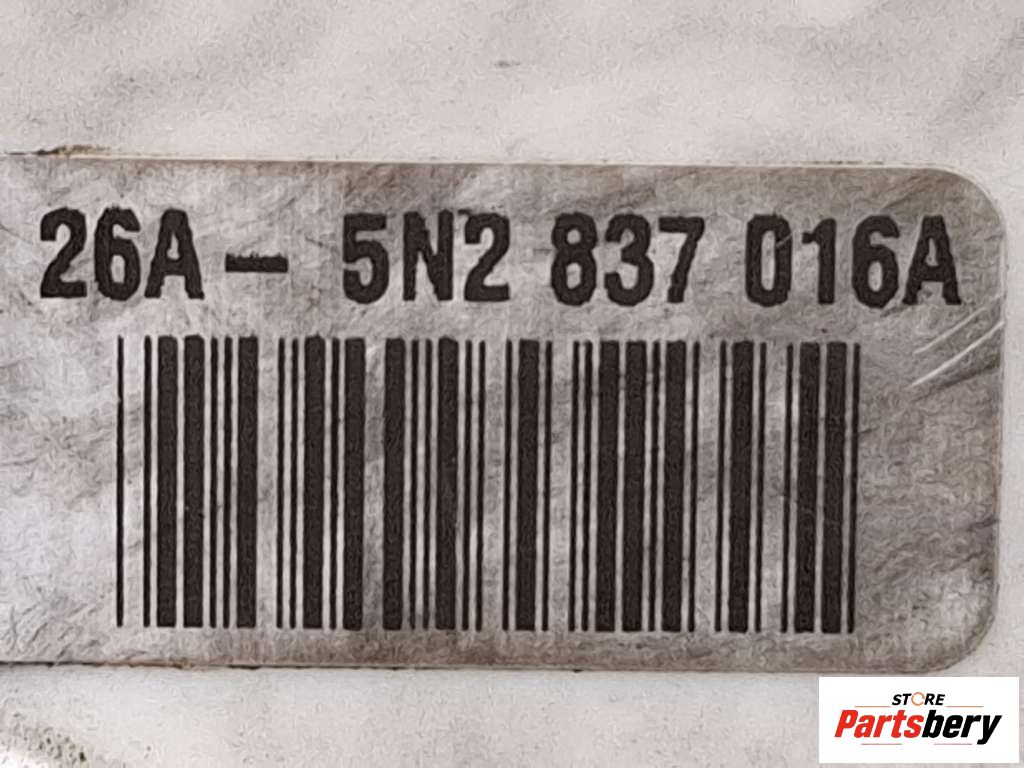 26A- 5N2 837 016A
STORE
Partsbery